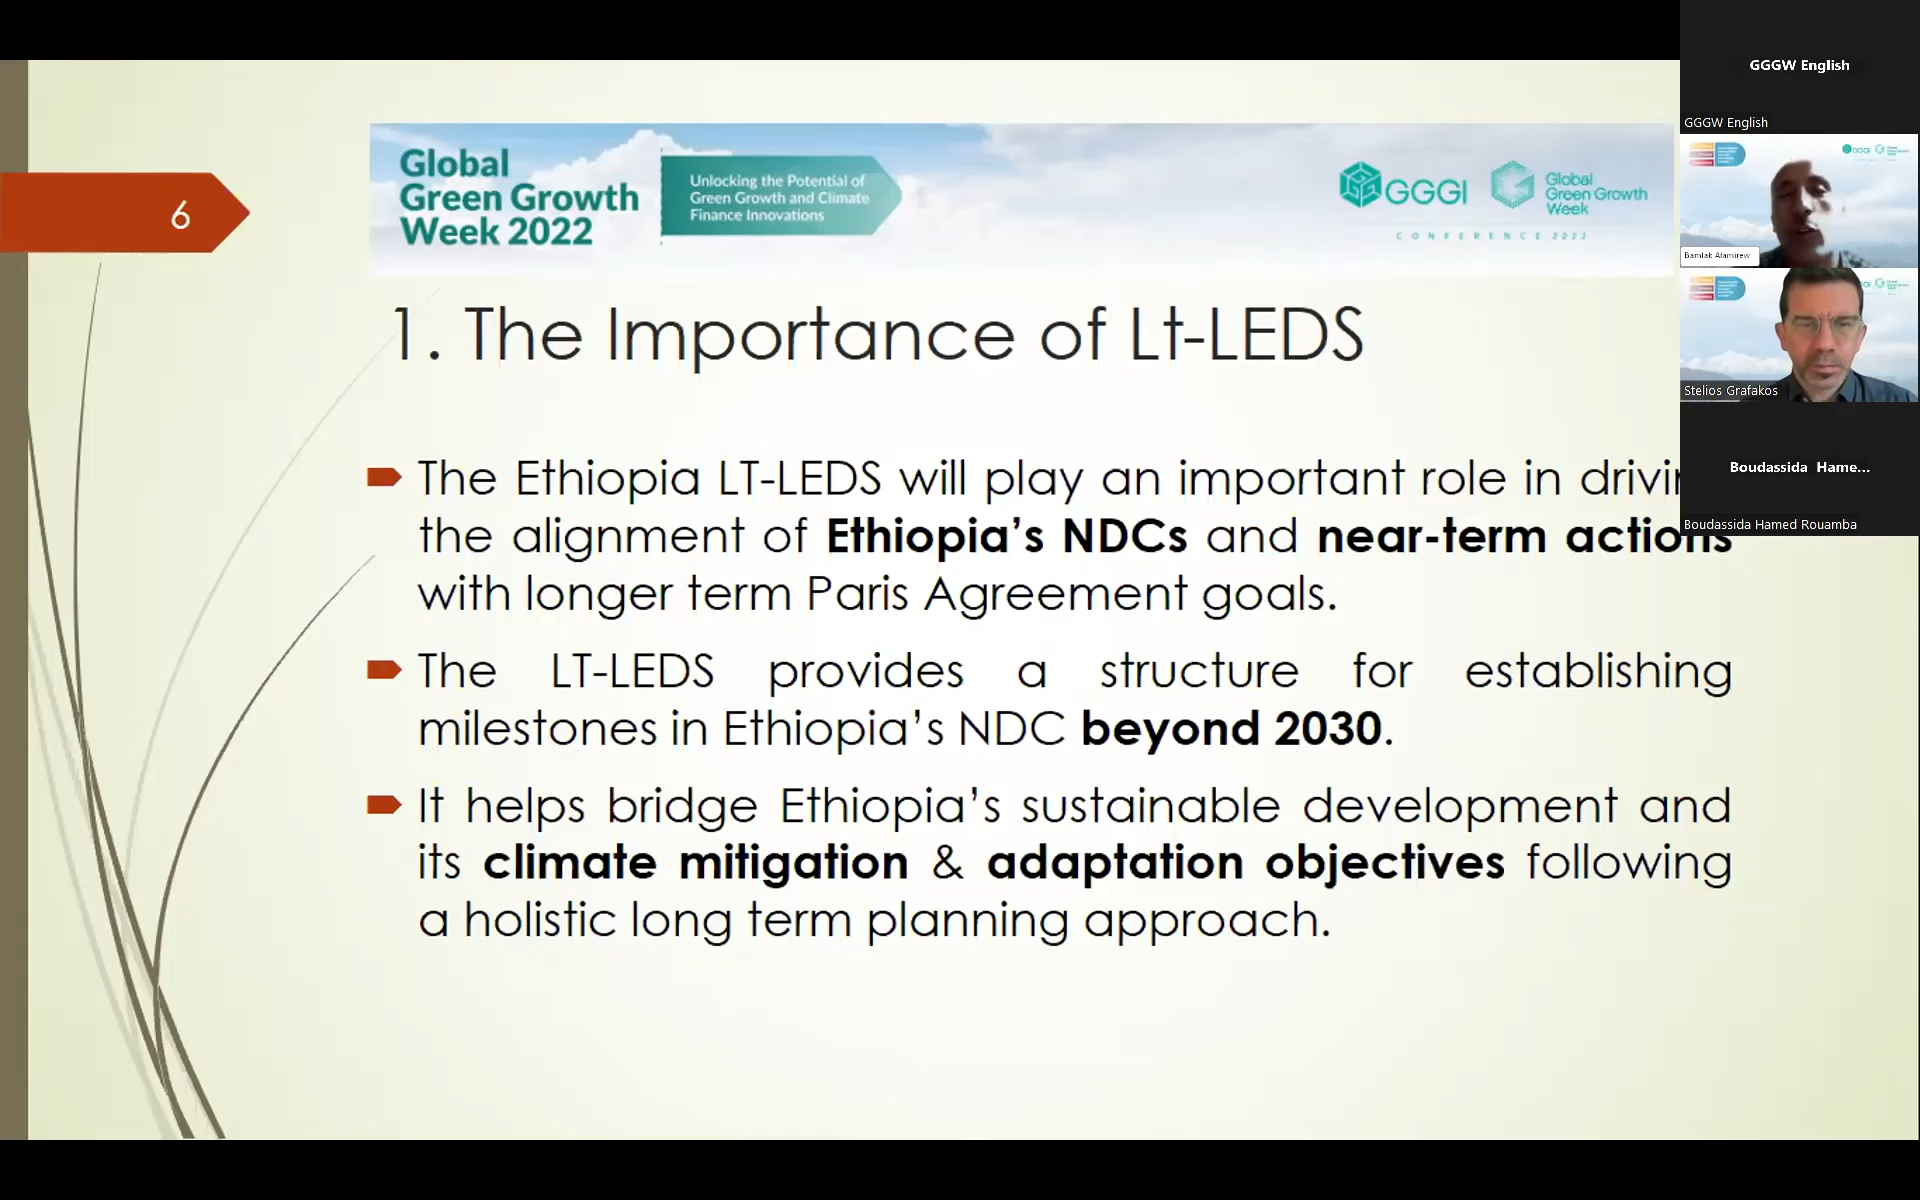 GGGW English
GGGW English
Global
Green Growth
Week 2022
Unlocking the Potential of
Green Growth and Climate
Finance Innovations
GGGI
Global
Green Growth
Week
CONFERENCE 2022
6
Bamlak Alamirew
Stelios Grafakos
Boudassida Hame...
Boudassida Hamed Rouamba
1. The Importance of Lt-LEDS
The Ethiopia LT-LEDS will play an important role in drivin
the alignment of Ethiopia's NDCs and near-term actions
with longer term Paris Agreement goals.
The LT-LEDS provides a structure for establishing
milestones in Ethiopia's NDC beyond 2030.
It helps bridge Ethiopia's sustainable development and
its climate mitigation & adaptation objectives following
a holistic long term planning approach.